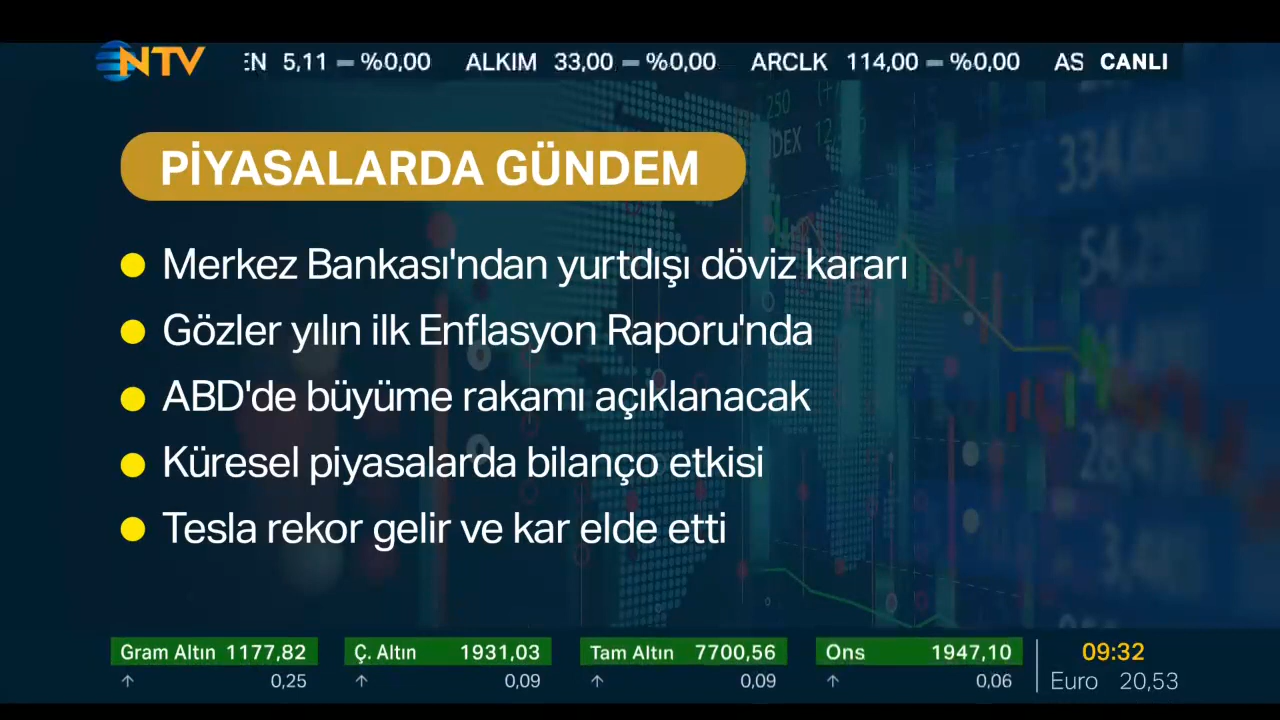 NTV
EN 5,11 %0,00 ALKIM 33,00 %0,00 ARCLK 114,00 %0,00 AS CANLI
PİYASALARDA GÜNDEM
Merkez Bankası'ndan yurtdışı döviz kararı
Gözler yılın ilk Enflasyon Raporu'nda
ABD'de büyüme rakamı açıklanacak
Küresel piyasalarda bilanço etkisi
Tesla rekor gelir ve kar elde etti
Gram Altın 1177,82 Ç. Altın 1931,03 Tam Altın 7700,56 Ons 1947,10 09:32
↑ 0,25 ↑ 0,09 ↑ 0,09 ↑ 0,06 Euro 20,53